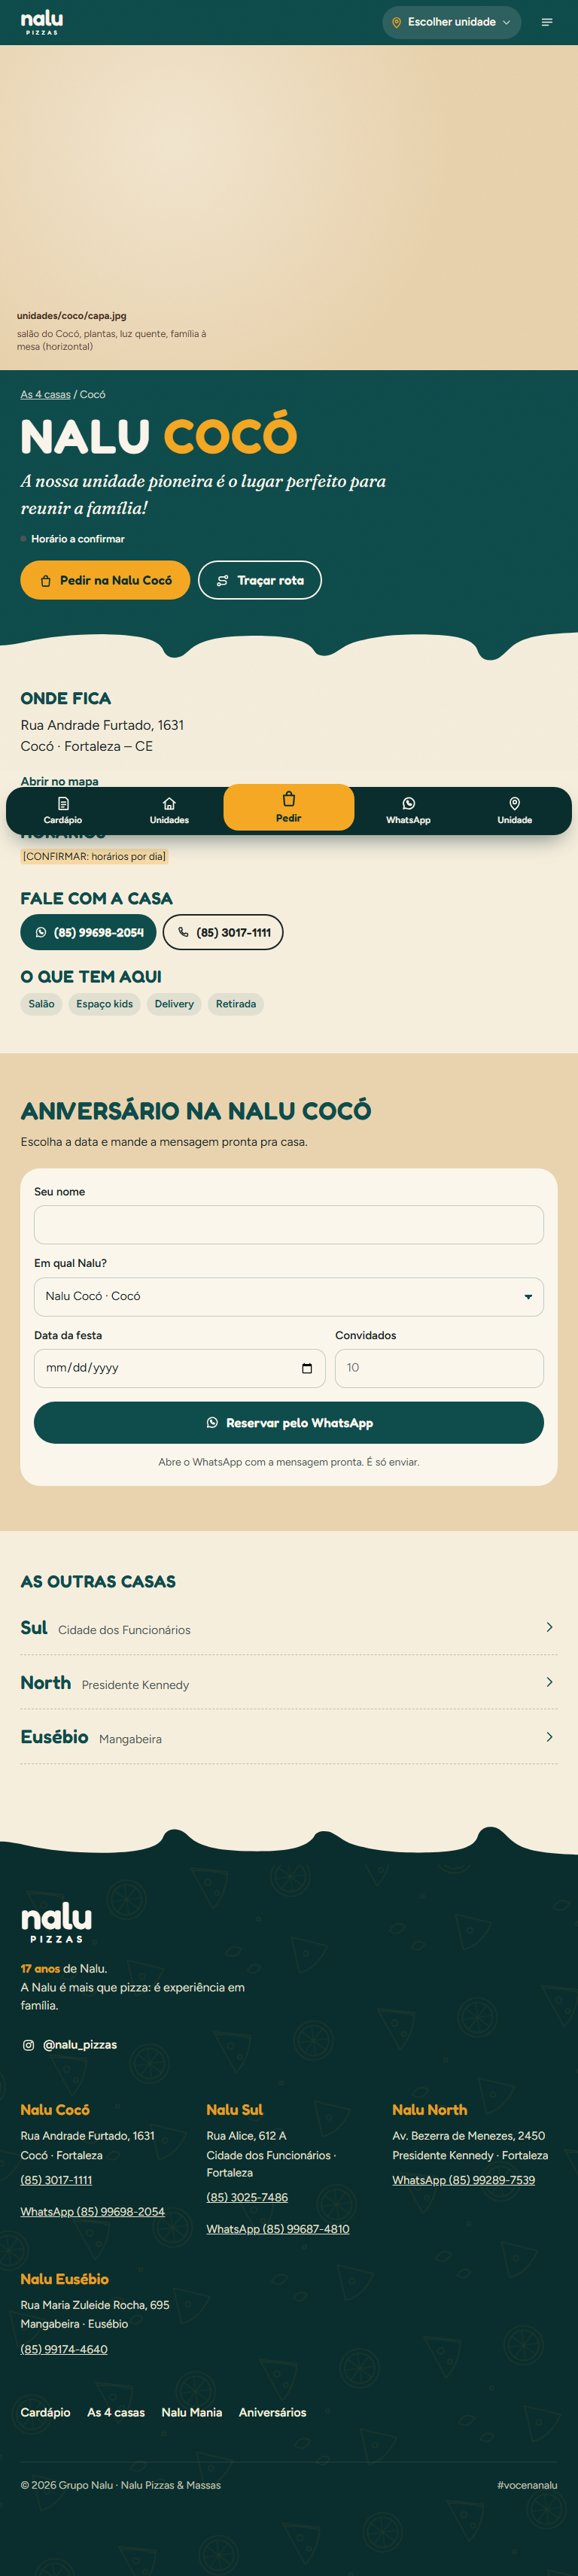 nalu
PIZZAS
Escolher unidade
unidades/coco/capa.jpg
salão do Cocó, plantas, luz quente, família à
mesa (horizontal)
As 4 casas / Cocó
NALU COCÓ
A nossa unidade pioneira é o lugar perfeito para
reunir a família!
Horário a confirmar
Pedir na Nalu Cocó
Traçar rota
ONDE FICA
Rua Andrade Furtado, 1631
Cocó · Fortaleza – CE
Abrir no mapa
Cardápio
Unidades
Pedir
WhatsApp
Unidade
HORÁRIOS
[CONFIRMAR: horários por dia]
FALE COM A CASA
(85) 99698-2054
(85) 3017-1111
O QUE TEM AQUI
Salão
Espaço kids
Delivery
Retirada
ANIVERSÁRIO NA NALU COCÓ
Escolha a data e mande a mensagem pronta pra casa.
Seu nome
Em qual Nalu?
Nalu Cocó · Cocó
Data da festa
Convidados
mm/dd/yyyy
10
Reservar pelo WhatsApp
Abre o WhatsApp com a mensagem pronta. É só enviar.
AS OUTRAS CASAS
Sul Cidade dos Funcionários
North Presidente Kennedy
Eusébio Mangabeira
nalu
PIZZAS
17 anos de Nalu.
A Nalu é mais que pizza: é experiência em
família.
@nalu_pizzas
Nalu Cocó
Rua Andrade Furtado, 1631
Cocó · Fortaleza
(85) 3017-1111
WhatsApp (85) 99698-2054
Nalu Sul
Rua Alice, 612 A
Cidade dos Funcionários ·
Fortaleza
(85) 3025-7486
WhatsApp (85) 99687-4810
Nalu North
Av. Bezerra de Menezes, 2450
Presidente Kennedy · Fortaleza
WhatsApp (85) 99289-7539
Nalu Eusébio
Rua Maria Zuleide Rocha, 695
Mangabeira · Eusébio
(85) 99174-4640
Cardápio
As 4 casas
Nalu Mania
Aniversários
© 2026 Grupo Nalu · Nalu Pizzas & Massas
#vocenanalu